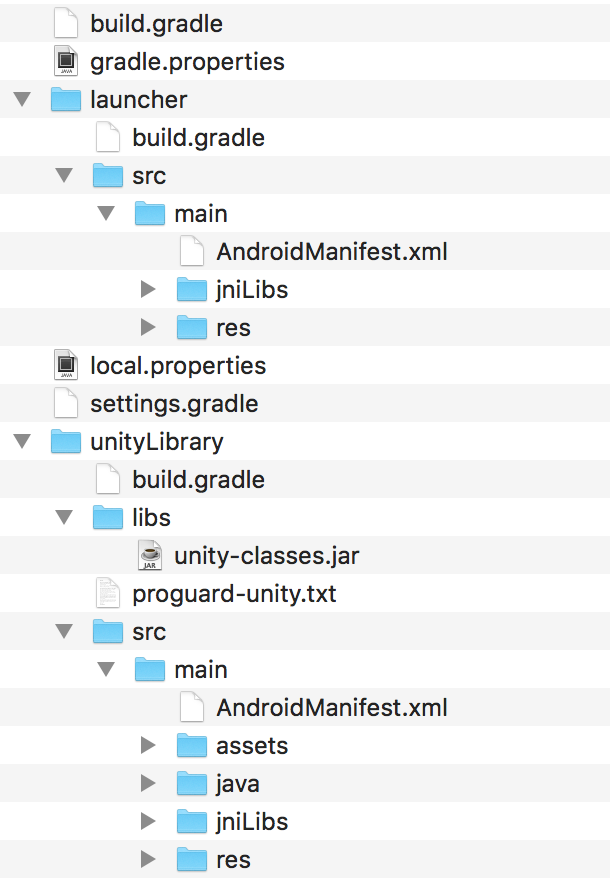 build.gradle
gradle.properties
launcher
build.gradle
src
main
AndroidManifest.xml
jniLibs
res
local.properties
settings.gradle
unityLibrary
build.gradle
libs
unity-classes.jar
proguard-unity.txt
src
main
AndroidManifest.xml
assets
java
jniLibs
res